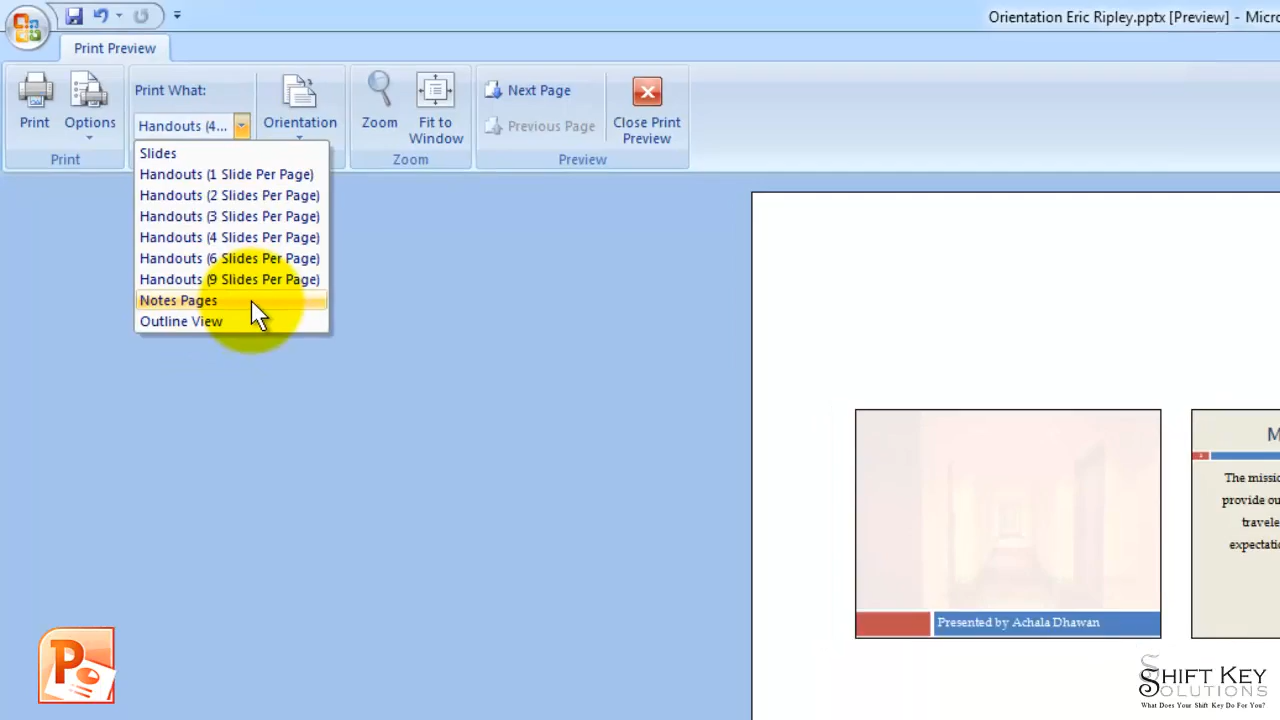 Orientation Eric Ripley.pptx [Preview] - Micro
Print Preview
Print What:
Handouts (4...
Print
Options
Orientation
Zoom
Fit to
Window
Next Page
Previous Page
Close Print
Preview
Print
Zoom
Preview
Slides
Handouts (1 Slide Per Page)
Handouts (2 Slides Per Page)
Handouts (3 Slides Per Page)
Handouts (4 Slides Per Page)
Handouts (6 Slides Per Page)
Handouts (9 Slides Per Page)
Notes Pages
Outline View
Presented by Achala Dhawan
M
The missio
provide ou
travele
expectatio
P
SHIFT KEY
SOLUTIONS
What Does Your Shift Key Do For You?